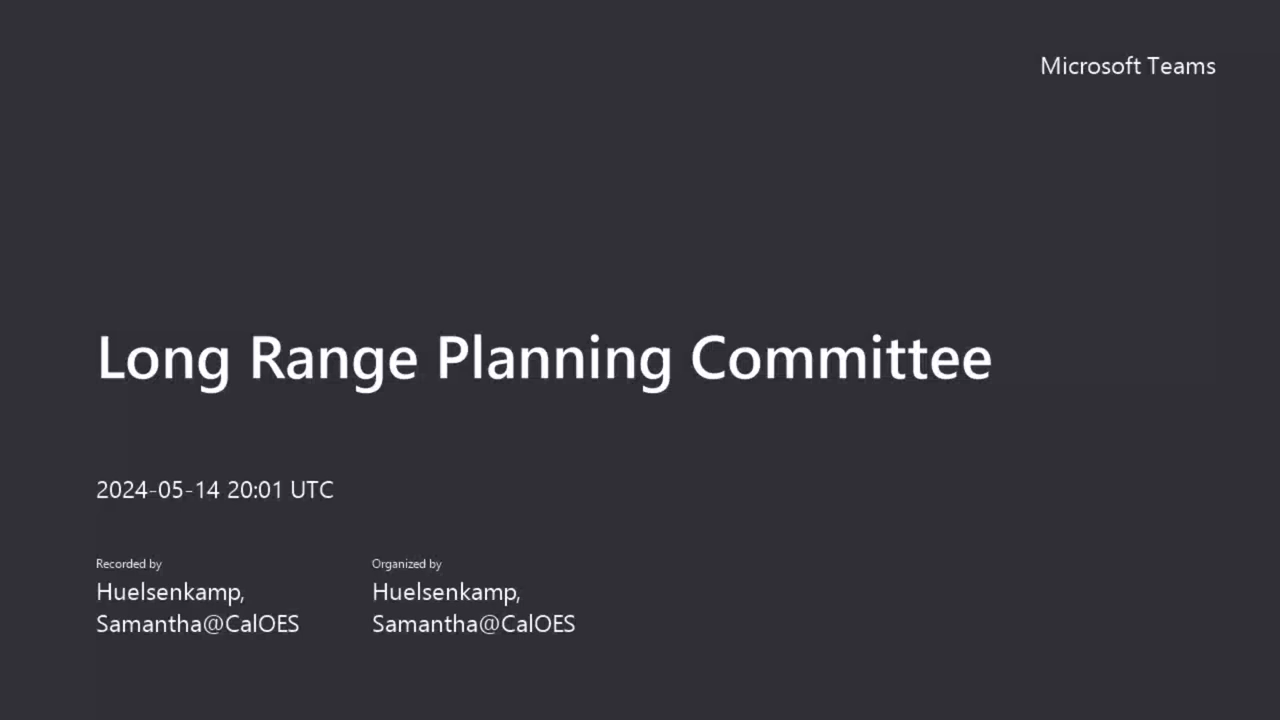 Microsoft Teams
Long Range Planning Committee
2024-05-14 20:01 UTC
Recorded by
Huelsenkamp,
Samantha@CalOES
Organized by
Huelsenkamp,
Samantha@CalOES